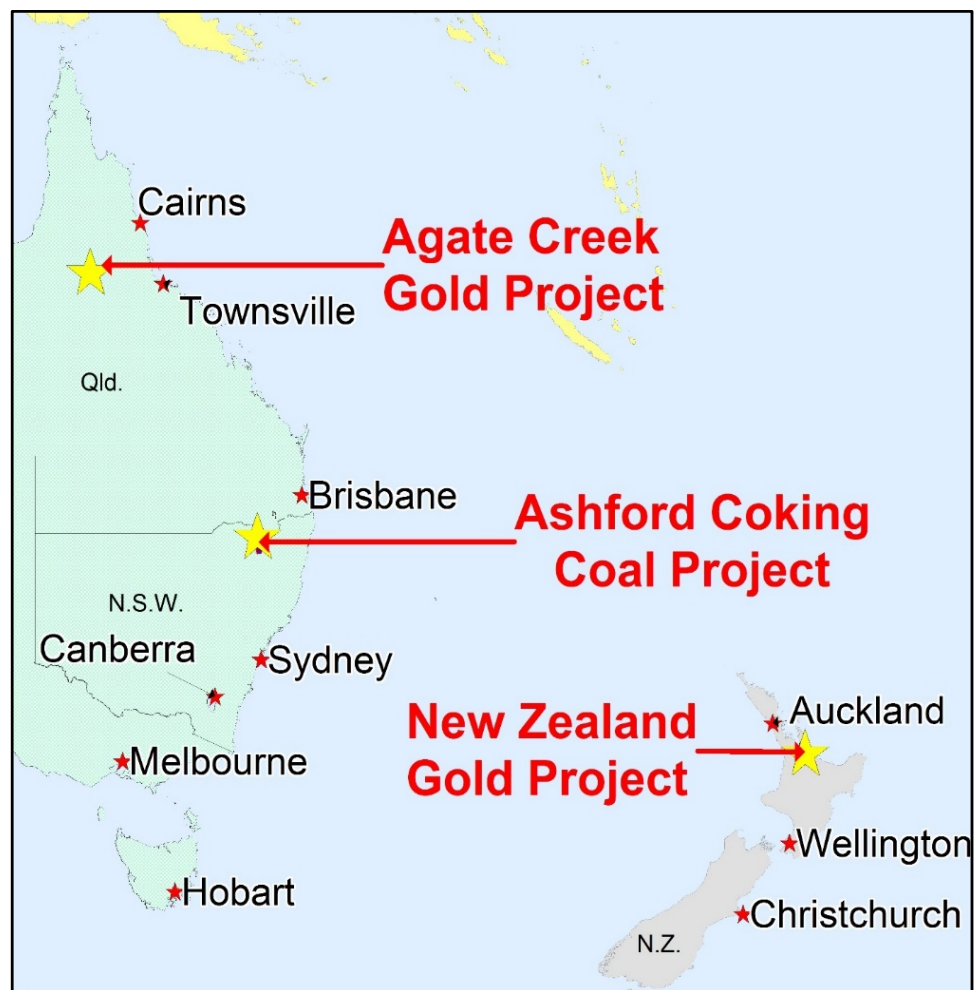 Cairns
Agate Creek
Gold Project
Townsville
Qld.
Brisbane
Ashford Coking
Coal Project
N.S.W.
Canberra
Sydney
New Zealand
Gold Project
Auckland
Melbourne
Wellington
Hobart
Christchurch
N.Z.